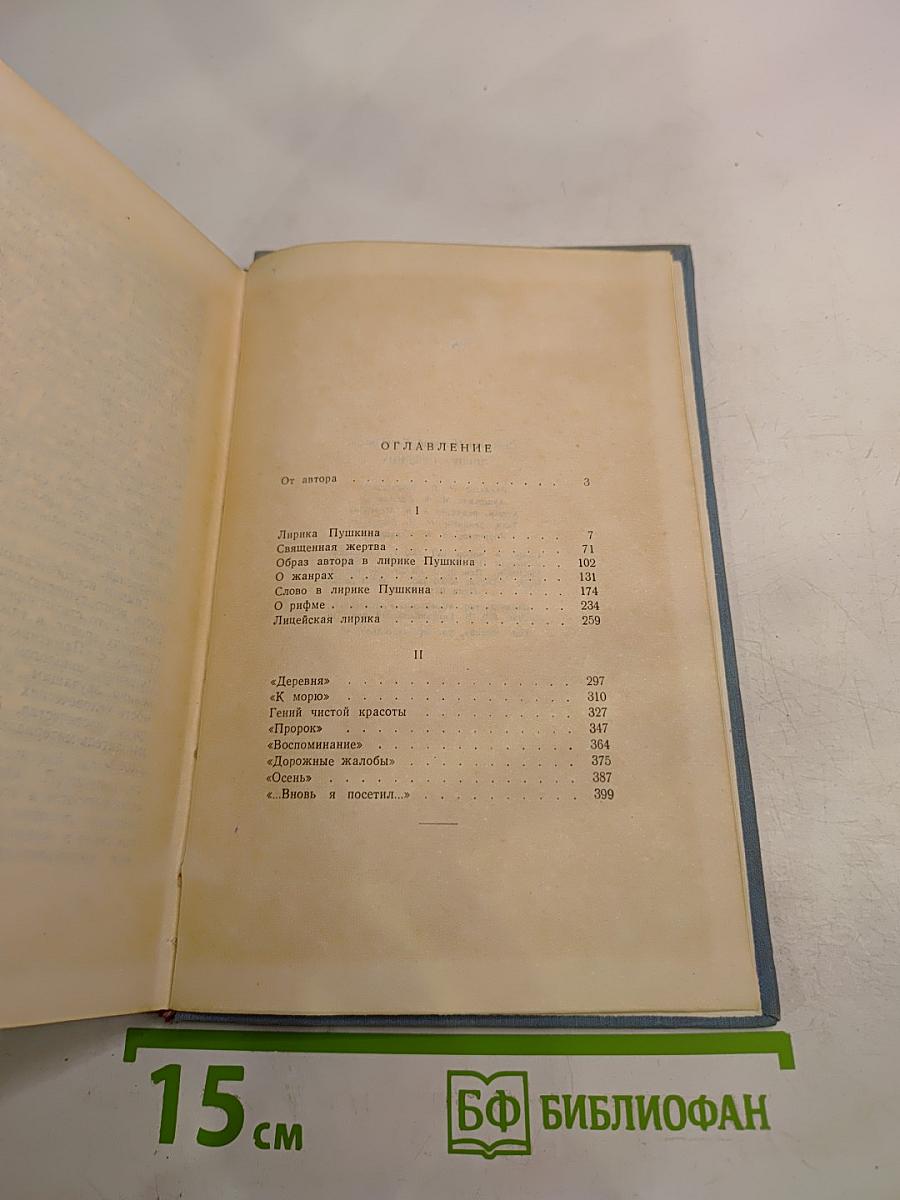 ОГЛАВЛЕНИЕ
От автора . . . . . . . . . . . . . . . 3
I
Лирика Пушкина . . . . . . . . . . . . 7
Священная жертва . . . . . . . . . . . 71
Образ автора в лирике Пушкина . . . . . 102
О жанрах . . . . . . . . . . . . . . . 131
Слово в лирике Пушкина . . . . . . . . 174
О рифме . . . . . . . . . . . . . . . 234
Лицейская лирика . . . . . . . . . . . 259
II
«Деревня» . . . . . . . . . . . . . . 297
«К морю» . . . . . . . . . . . . . . 310
Гений чистой красоты . . . . . . . . . 327
«Пророк» . . . . . . . . . . . . . . 347
«Воспоминание» . . . . . . . . . . . 364
«Дорожные жалобы» . . . . . . . . . . 375
«Осень» . . . . . . . . . . . . . . . 387
«...Вновь я посетил...» . . . . . . . . . 399
15 см
БФ БИБЛИОФАН